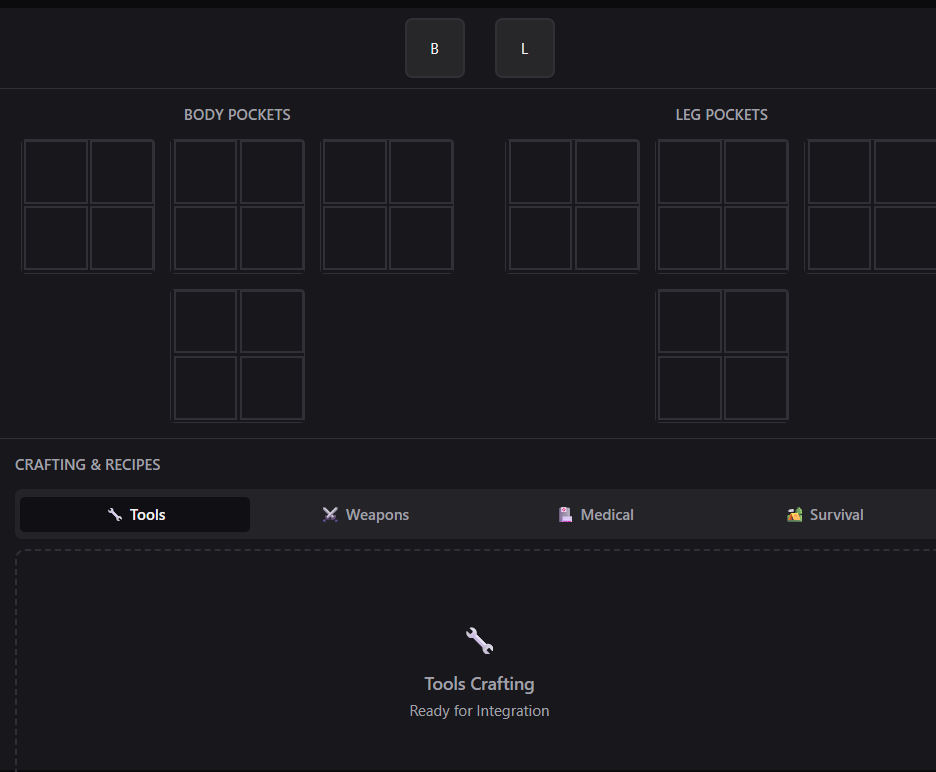 B L
BODY POCKETS LEG POCKETS
CRAFTING & RECIPES
Tools Weapons Medical Survival
Tools Crafting
Ready for Integration